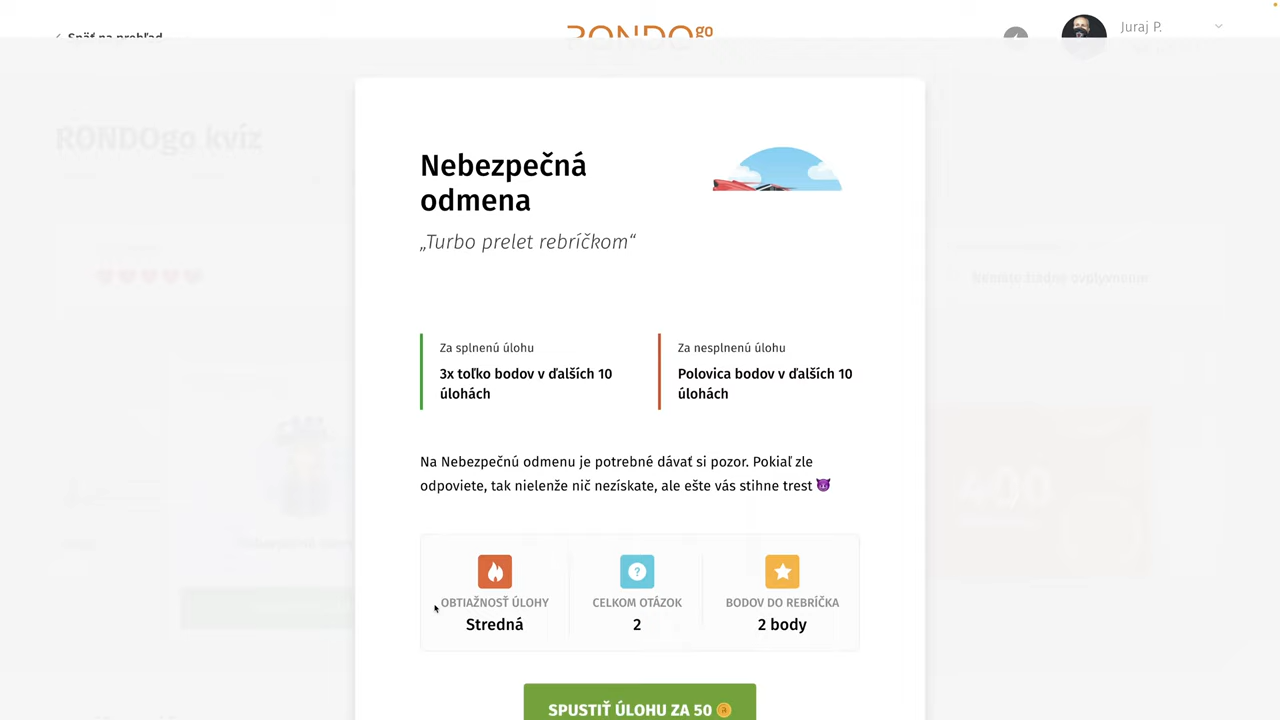 Späť na prehľad
RONDOgo
Juraj P.
RONDOgo kvíz
Nebezpečná
odmena
„Turbo prelet rebríčkom“
Za splnenú úlohu
3x toľko bodov v ďalších 10
úlohách
Za nesplnenú úlohu
Polovica bodov v ďalších 10
úlohách
Na Nebezpečnú odmenu je potrebné dávať si pozor. Pokiaľ zle
odpoviete, tak nielenže nič nezískate, ale ešte vás stihne trest 😈
400
OBTIAŽNOSŤ ÚLOHY
Stredná
CELKOM OTÁZOK
2
BODOV DO REBRÍČKA
2 body
SPUSTIŤ ÚLOHU ZA 50